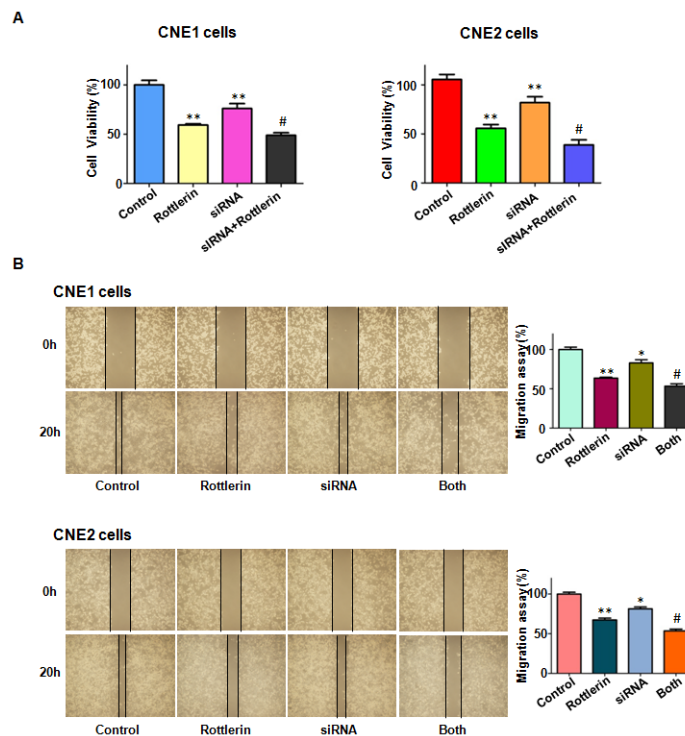 A
CNE1 cells
CNE2 cells
Cell Viability (%)
100
50
0
**
**
#
Control
Rottlerin
siRNA
siRNA+Rottlerin
Cell Viability (%)
100
50
0
**
**
#
Control
Rottlerin
siRNA
siRNA+Rottlerin
B
CNE1 cells
0h
20h
Control Rottlerin siRNA Both
Migration assay(%)
100
50
0
**
*
#
Control
Rottlerin
siRNA
Both
CNE2 cells
0h
20h
Control Rottlerin siRNA Both
Migration assay(%)
100
50
0
**
*
#
Control
Rottlerin
siRNA
Both